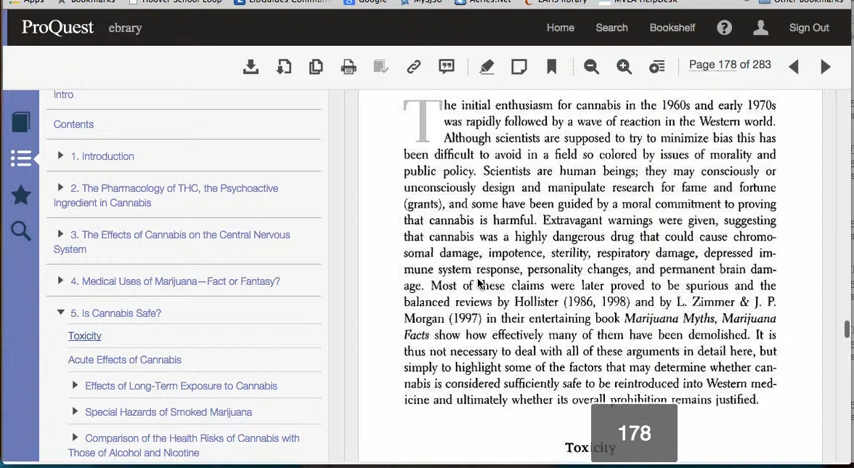 Apps
Bookmarks
Hoover School Loop
Google
MySJSU
Aeries.Net
LAHS library
MVLA HelpDesk
Other Bookmarks
ProQuest ebrary
Home Search Bookshelf Sign Out
Page 178 of 283
Intro
Contents
1. Introduction
2. The Pharmacology of THC, the Psychoactive
Ingredient in Cannabis
3. The Effects of Cannabis on the Central Nervous
System
4. Medical Uses of Marijuana—Fact or Fantasy?
5. Is Cannabis Safe?
Toxicity
Acute Effects of Cannabis
Effects of Long-Term Exposure to Cannabis
Special Hazards of Smoked Marijuana
Comparison of the Health Risks of Cannabis with
Those of Alcohol and Nicotine
The initial enthusiasm for cannabis in the 1960s and early 1970s
was rapidly followed by a wave of reaction in the Western world.
Although scientists are supposed to try to minimize bias this has
been difficult to avoid in a field so colored by issues of morality and
public policy. Scientists are human beings; they may consciously or
unconsciously design and manipulate research for fame and fortune
(grants), and some have been guided by a moral commitment to proving
that cannabis is harmful. Extravagant warnings were given, suggesting
that cannabis was a highly dangerous drug that could cause chromo-
somal damage, impotence, sterility, respiratory damage, depressed im-
mune system response, personality changes, and permanent brain dam-
age. Most of these claims were later proved to be spurious and the
balanced reviews by Hollister (1986, 1998) and by L. Zimmer & J. P.
Morgan (1997) in their entertaining book Marijuana Myths, Marijuana
Facts show how effectively many of them have been demolished. It is
thus not necessary to deal with all of these arguments in detail here, but
simply to highlight some of the factors that may determine whether can-
nabis is considered sufficiently safe to be reintroduced into Western med-
icine and ultimately whether its overall prohibition remains justified.
Toxicity
178